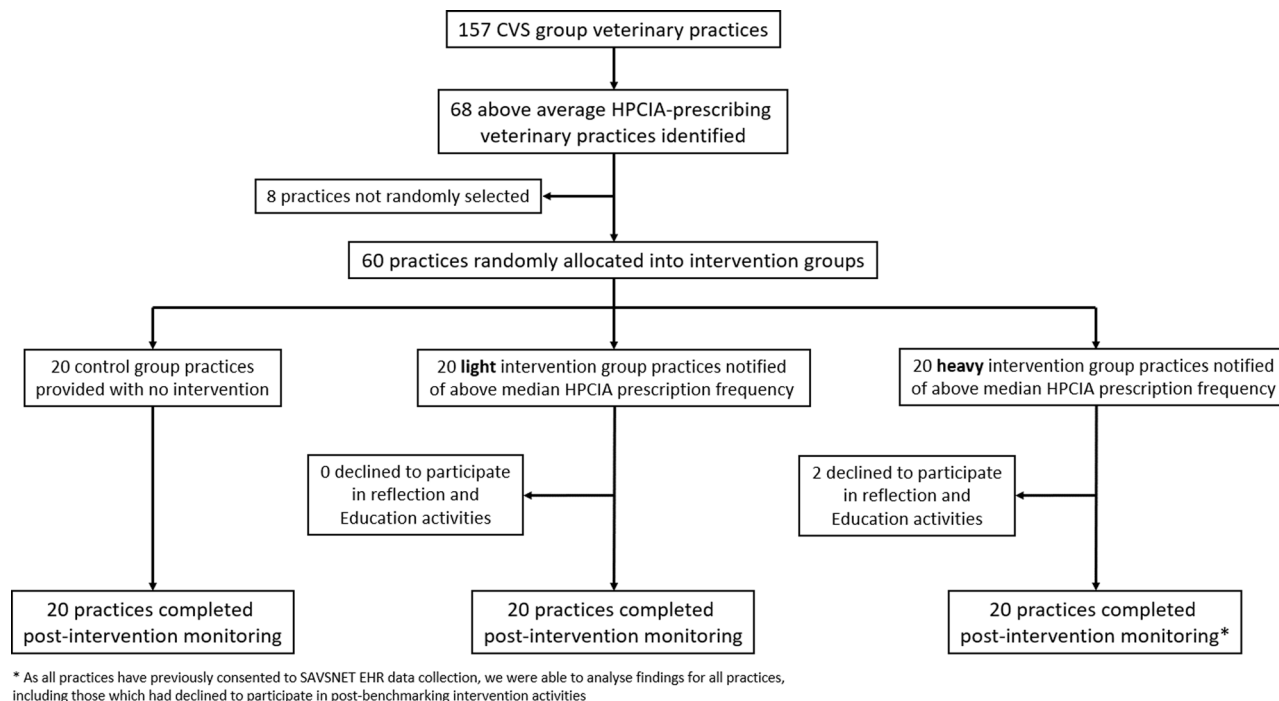 157 CVS group veterinary practices
68 above average HPCIA-prescribing
veterinary practices identified
8 practices not randomly selected
60 practices randomly allocated into intervention groups
20 control group practices
provided with no intervention
20 light intervention group practices notified
of above median HPCIA prescription frequency
20 heavy intervention group practices notified
of above median HPCIA prescription frequency
0 declined to participate
in reflection and
Education activities
2 declined to participate
in reflection and
Education activities
20 practices completed
post-intervention monitoring
20 practices completed
post-intervention monitoring
20 practices completed
post-intervention monitoring*
* As all practices have previously consented to SAVSNET EHR data collection, we were able to analyse findings for all practices,
including those which had declined to participate in post-benchmarking intervention activities